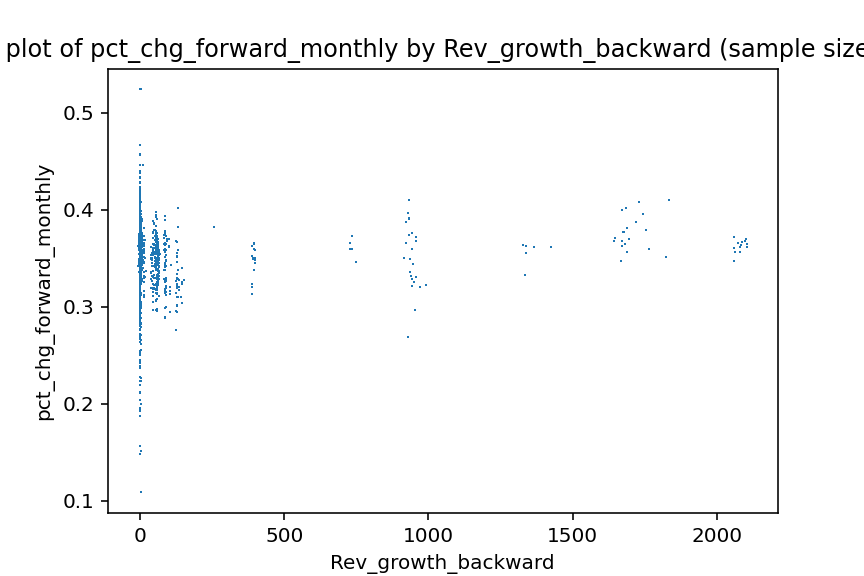 plot of pct_chg_forward_monthly by Rev_growth_backward (sample size
0.5
0.4
0.3
0.2
0.1
pct_chg_forward_monthly
0 500 1000 1500 2000
Rev_growth_backward